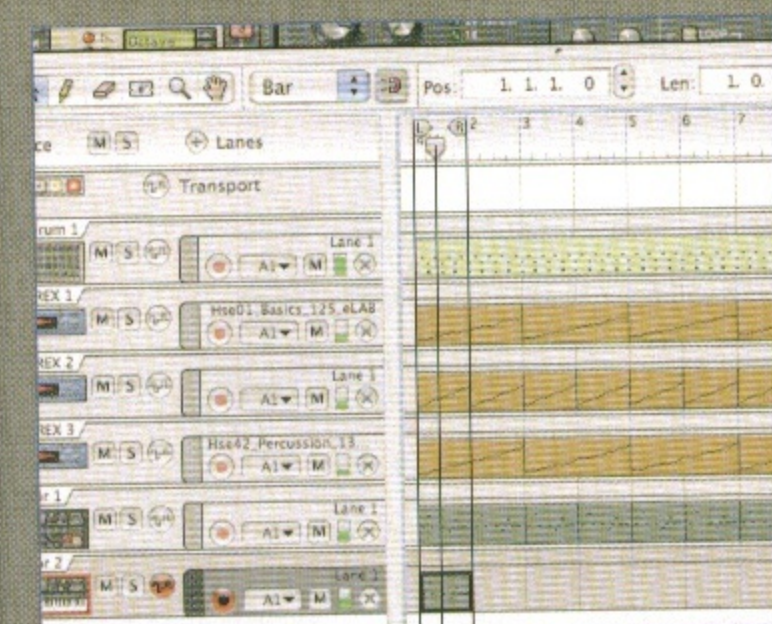 Bar Pos: 1. 1. 1. 0 Len: 1. 0.
ce M S Lanes L R 2 3 4 5 6 7
Transport
rum 1
Lane 1
M S A1 M
REX 1
Hse01_Basics_125_eLAB
M S A1 M
REX 2
Lane 1
M S A1 M
REX 3
Hse42_Percussion_13
M S A1 M
r 1
Lane 1
M S A1 M
r 2
Lane 1
M S A1 M